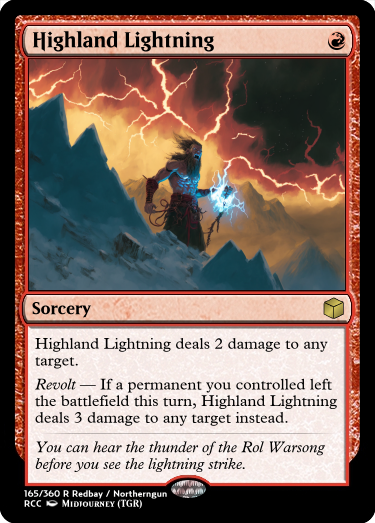 Highland Lightning
Sorcery
Highland Lightning deals 2 damage to any
target.
Revolt — If a permanent you controlled left
the battlefield this turn, Highland Lightning
deals 3 damage to any target instead.
You can hear the thunder of the Rol Warsong
before you see the lightning strike.
165/360 R Redbay / Northerngun
RCC Midjourney (TGR)